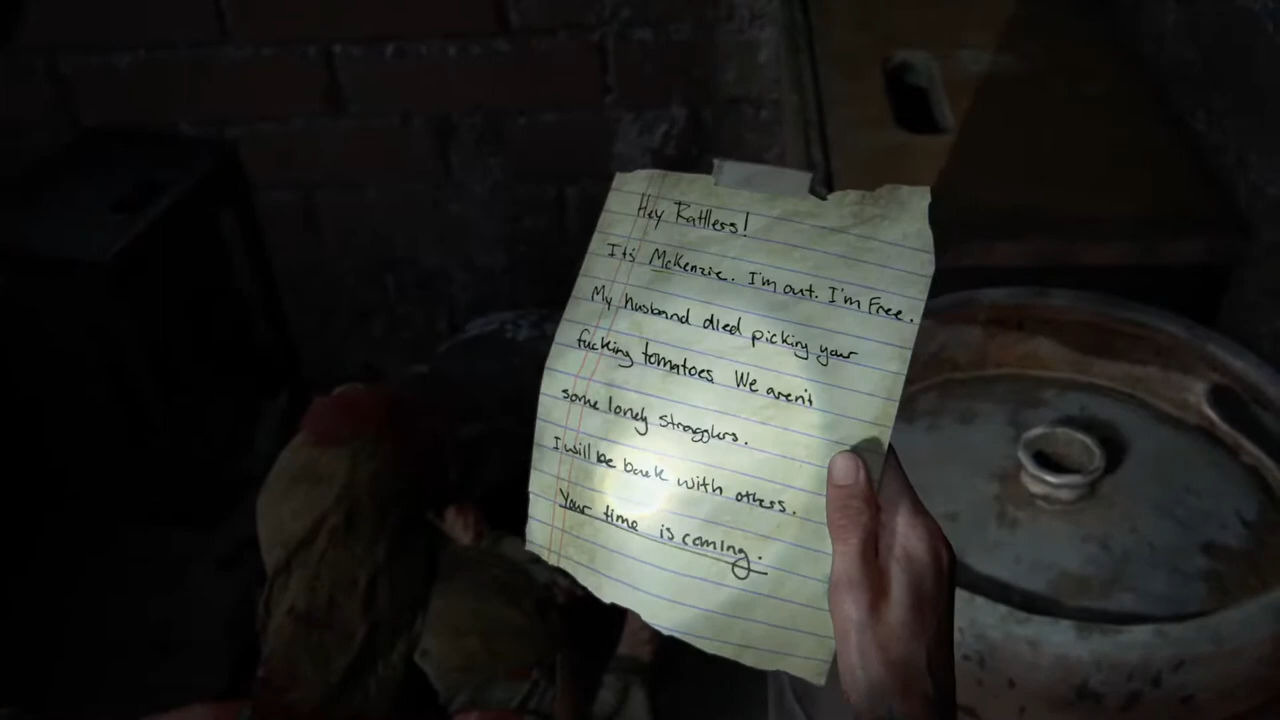 Hey Rattlers!
It's McKenzie. I'm out. I'm Free.
My husband died picking your
fucking tomatoes. We aren't
some lonely stragglers.
I will be back with others.
Your time is coming.